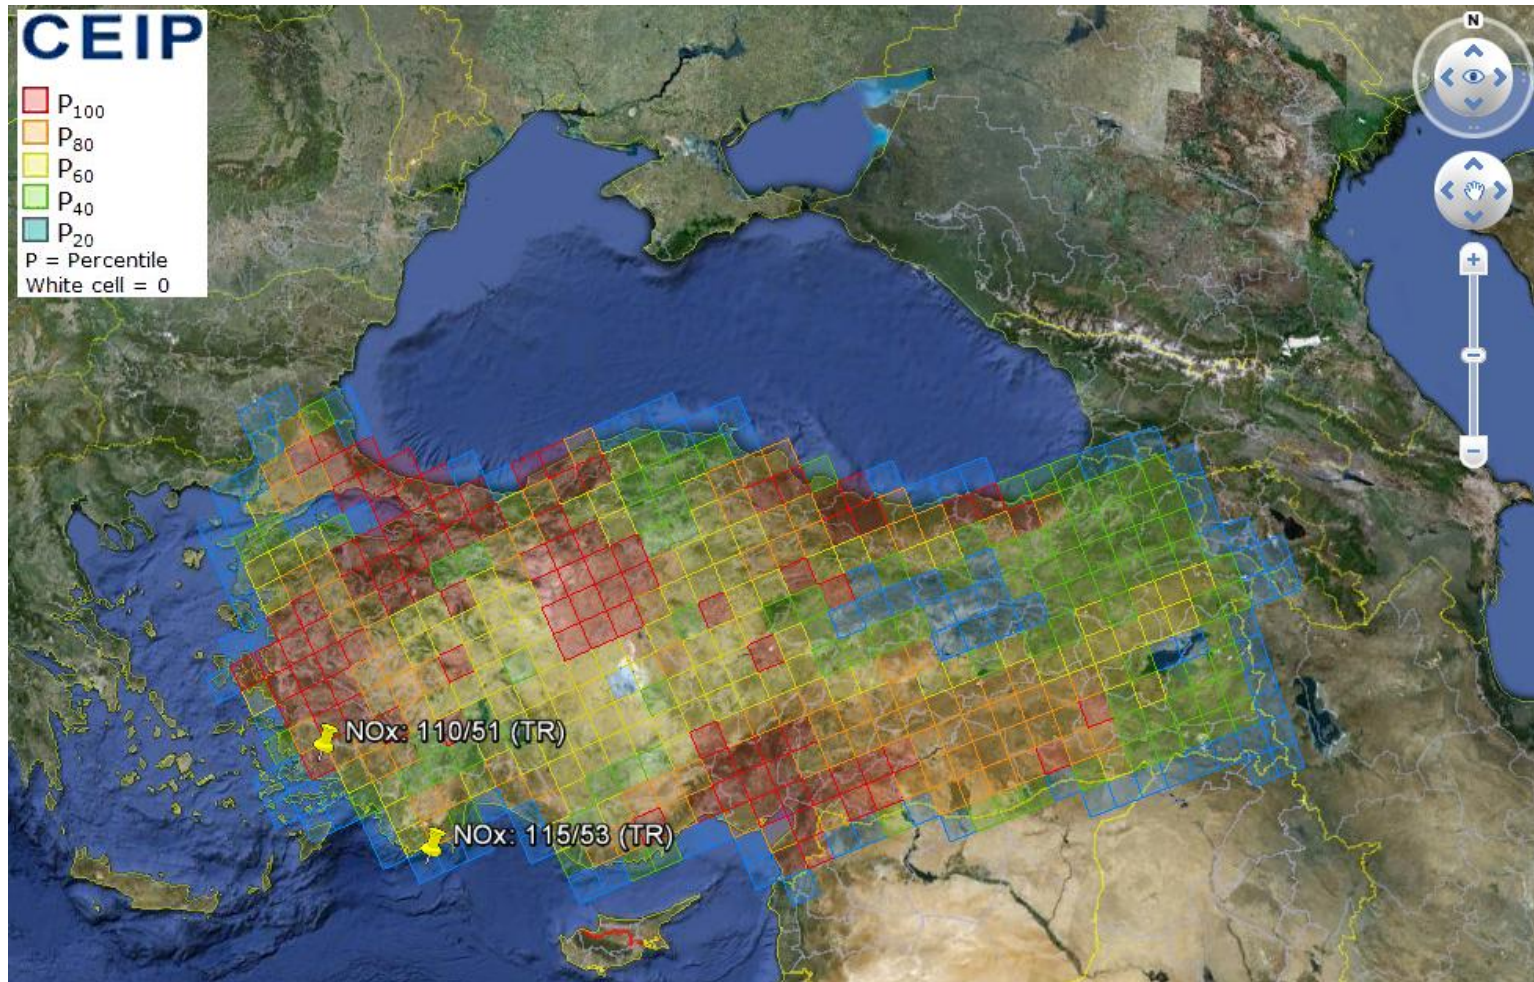 CEIP
P100
P80
P60
P40
P20
P = Percentile
White cell = 0
N
NOx: 110/51 (TR)
NOx: 115/53 (TR)